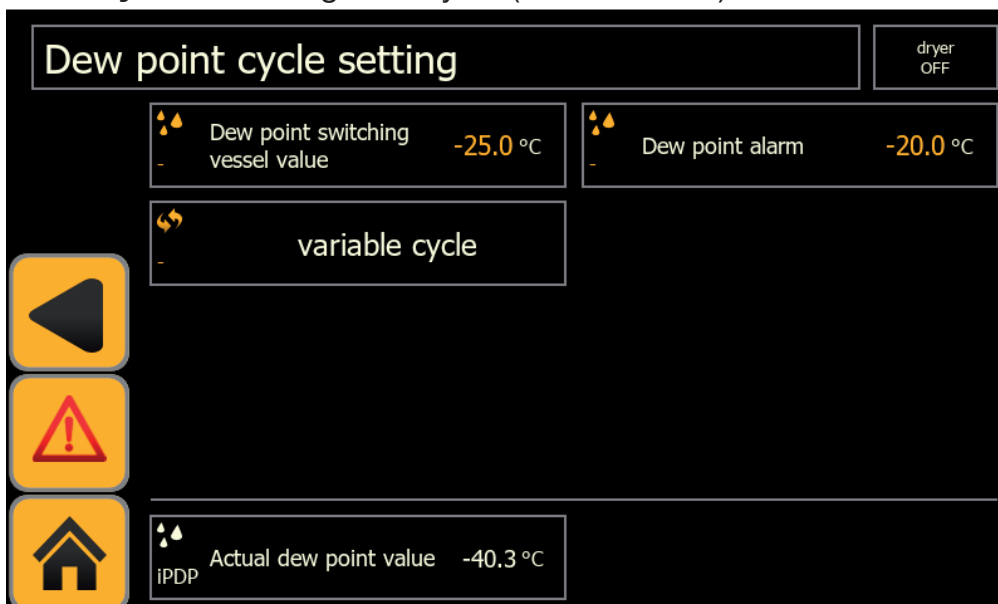 Dew point cycle setting
dryer
OFF
Dew point switching
vessel value
-25.0 °C
-
Dew point alarm
-20.0 °C
-
variable cycle
-
Actual dew point value
-40.3 °C
iPDP